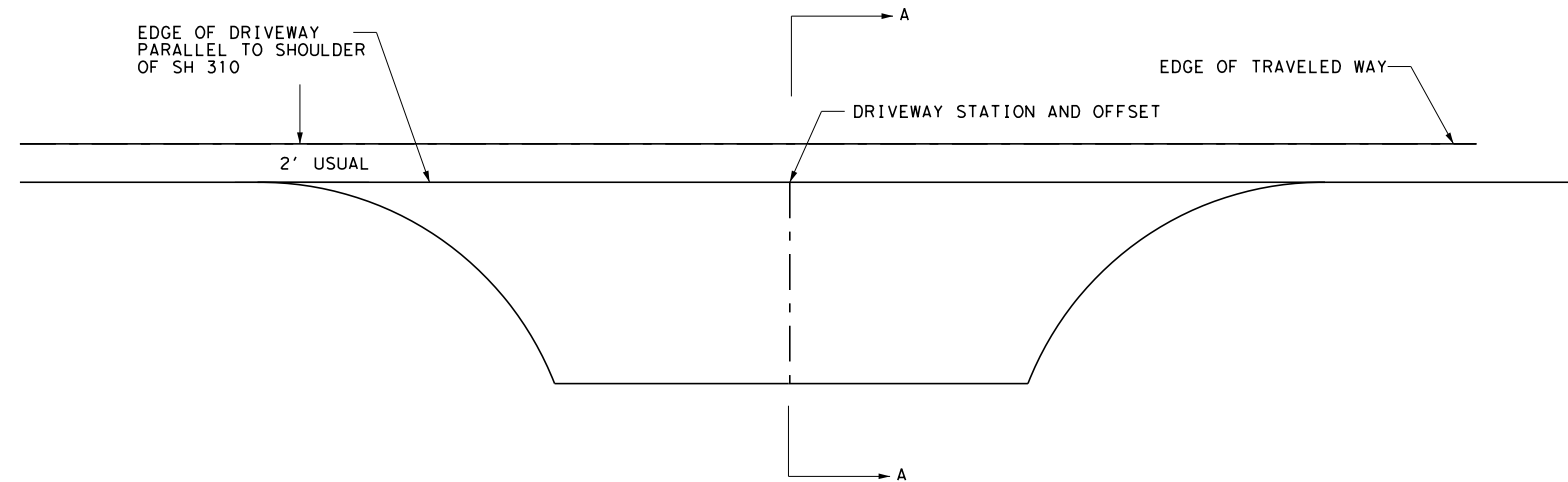 A
EDGE OF DRIVEWAY
PARALLEL TO SHOULDER
OF SH 310
EDGE OF TRAVELED WAY
DRIVEWAY STATION AND OFFSET
2' USUAL
A